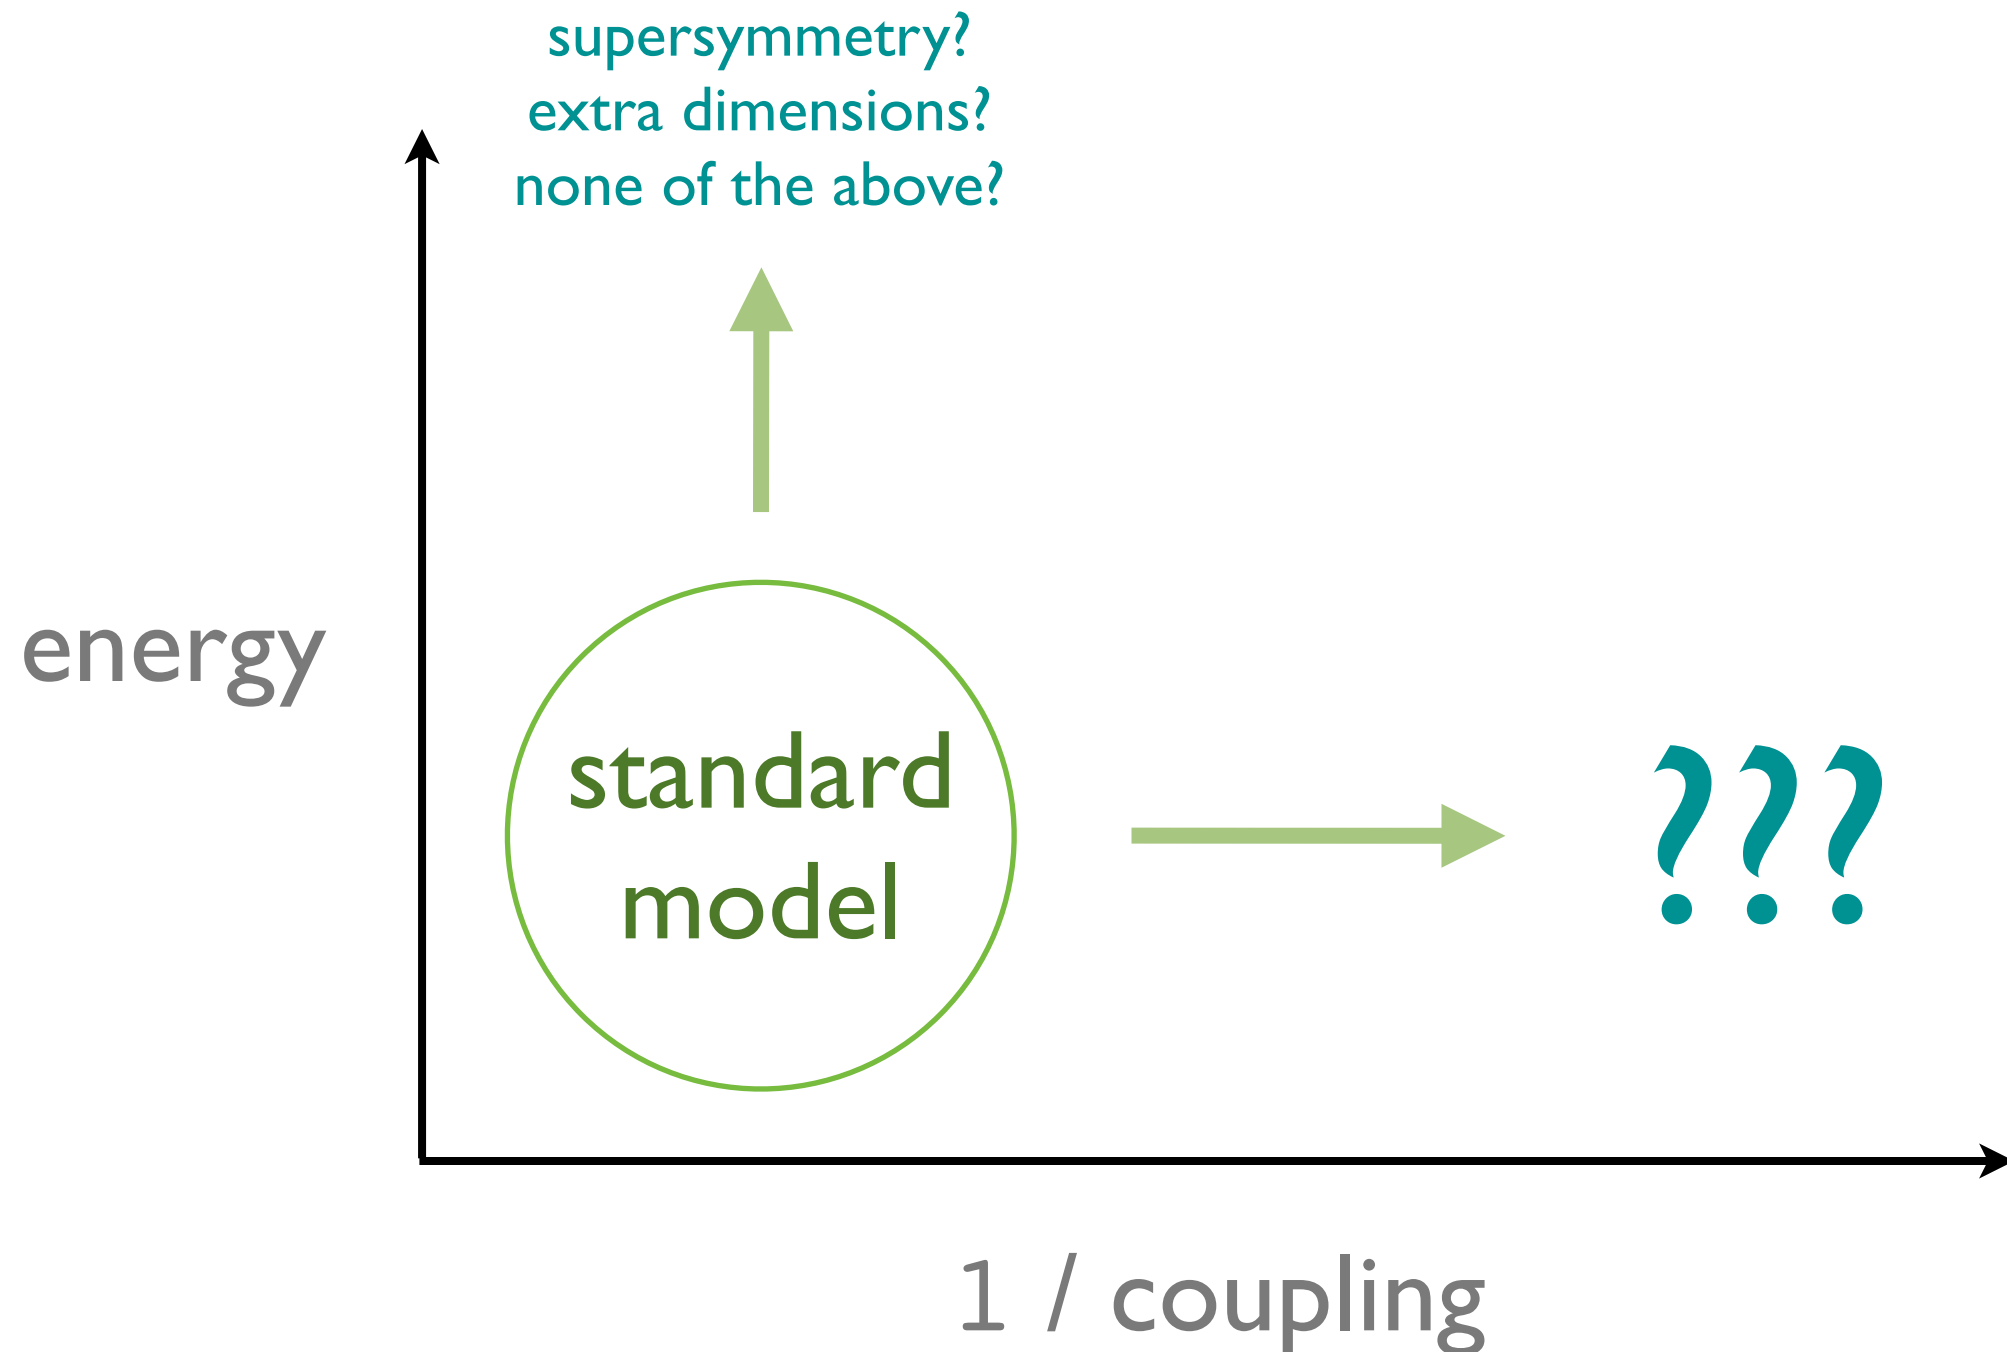 supersymmetry?
extra dimensions?
none of the above?
energy
standard
model
???
1 / coupling